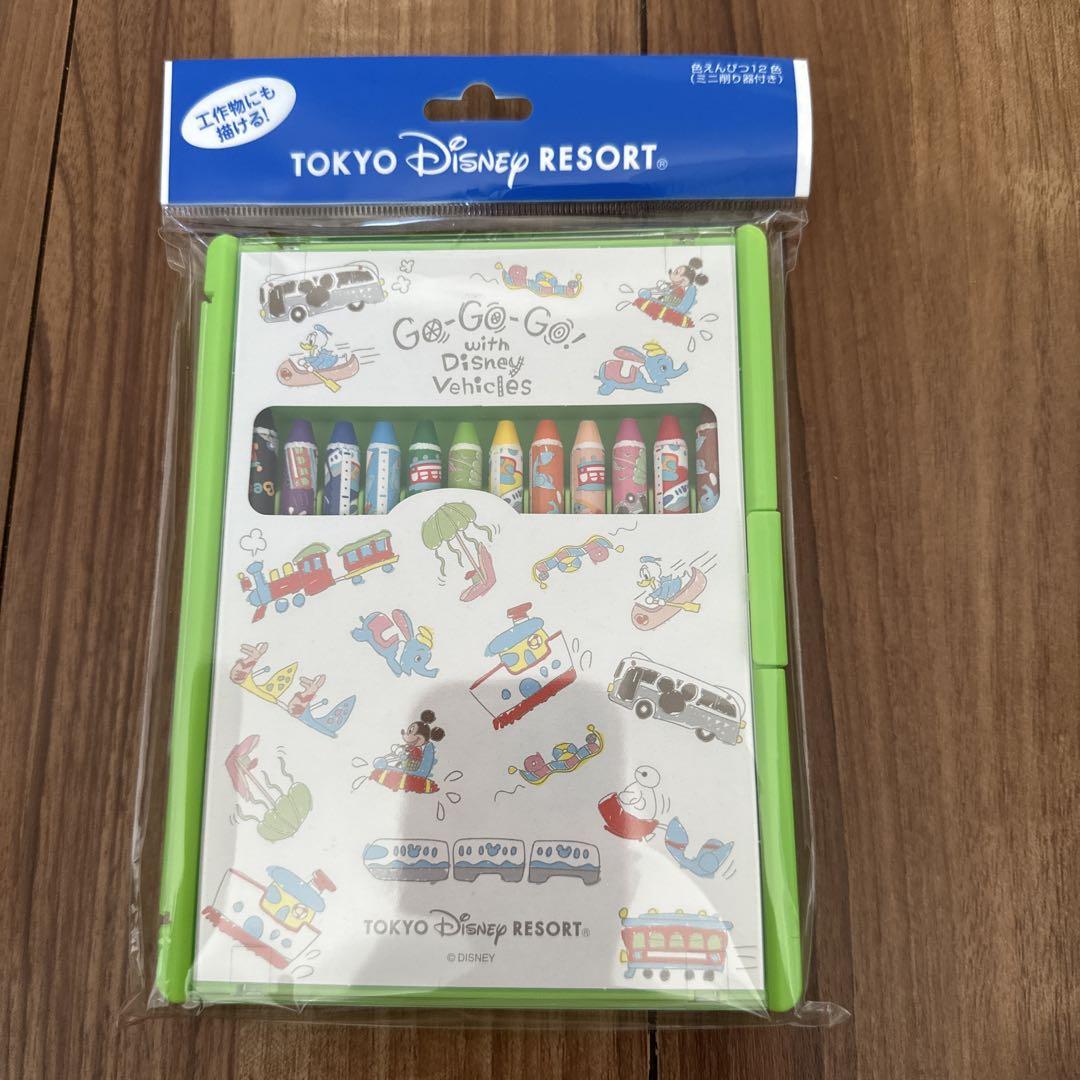 色えんぴつ12色
(ミニ削り器付き)
工作物にも
描ける!
TOKYO Disney RESORT®
Go-Go-Go!
with
Disney
Vehicles
TOKYO Disney RESORT®
© DISNEY